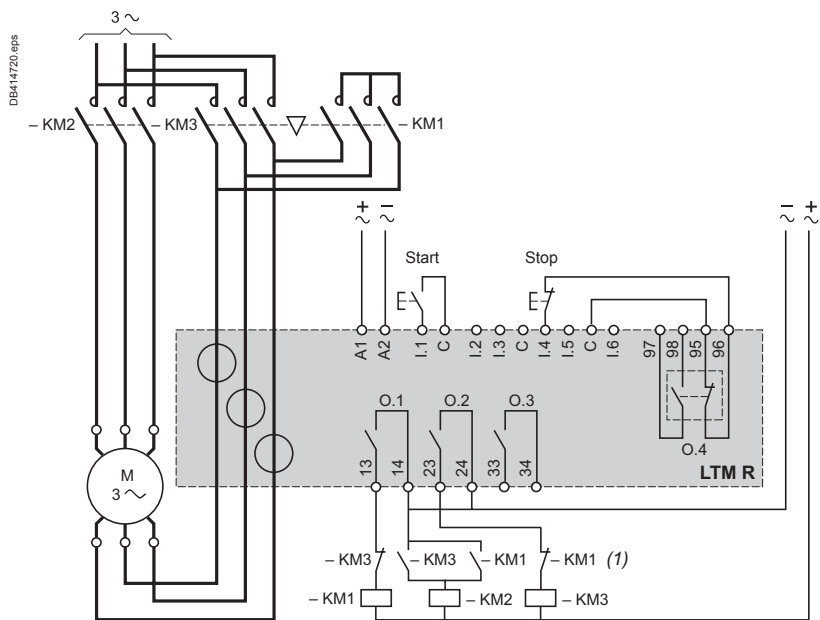 3 ∼
DB414720.eps
– KM2
– KM3
– KM1
+
∼
–
∼
–
∼
+
∼
Start
Stop
A1
A2
I.1
C
I.2
I.3
C
I.4
I.5
C
I.6
97
98
95
96
O.1
O.2
O.3
O.4
13
14
23
24
33
34
LTM R
M
3 ∼
– KM3
– KM3
– KM1
– KM1 (1)
– KM1
– KM2
– KM3